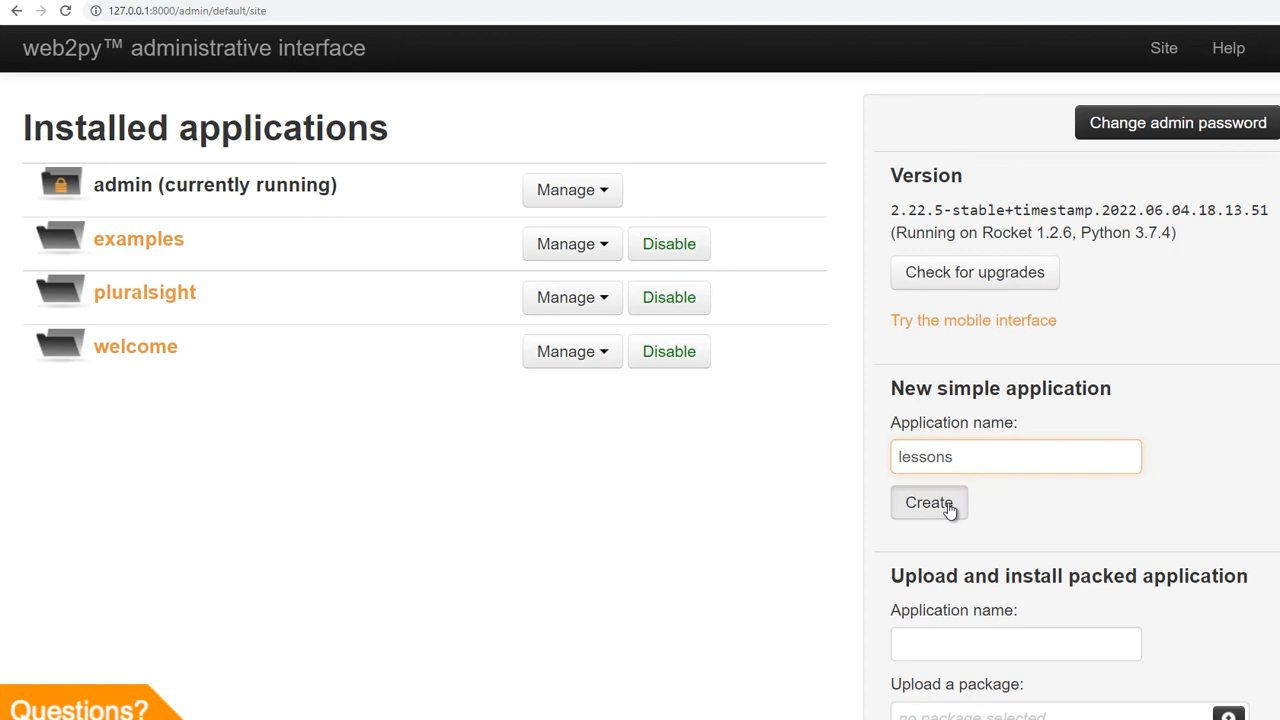 127.0.0.1:8000/admin/default/site
web2py™ administrative interface
Site Help
Installed applications
admin (currently running) Manage
examples Manage Disable
pluralsight Manage Disable
welcome Manage Disable
Change admin password
Version
2.22.5-stable+timestamp.2022.06.04.18.13.51
(Running on Rocket 1.2.6, Python 3.7.4)
Check for upgrades
Try the mobile interface
New simple application
Application name:
lessons
Create
Upload and install packed application
Application name:
Upload a package:
no package selected
Questions?